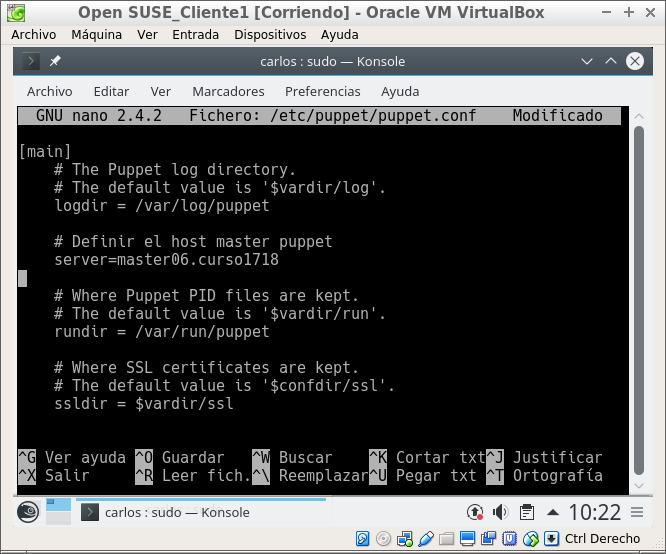 Open SUSE_Cliente1 [Corriendo] - Oracle VM VirtualBox
Archivo Máquina Ver Entrada Dispositivos Ayuda
carlos : sudo — Konsole
Archivo Editar Ver Marcadores Preferencias Ayuda
GNU nano 2.4.2 Fichero: /etc/puppet/puppet.conf Modificado
[main]
# The Puppet log directory.
# The default value is '$vardir/log'.
logdir = /var/log/puppet
# Definir el host master puppet
server=master06.curso1718
# Where Puppet PID files are kept.
# The default value is '$vardir/run'.
rundir = /var/run/puppet
# Where SSL certificates are kept.
# The default value is '$confdir/ssl'.
ssldir = $vardir/ssl
^G Ver ayuda ^O Guardar ^W Buscar ^K Cortar txt ^J Justificar
^X Salir ^R Leer fich. ^\ Reemplazar ^U Pegar txt ^T Ortografía
carlos : sudo — Konsole 10:22
Ctrl Derecho